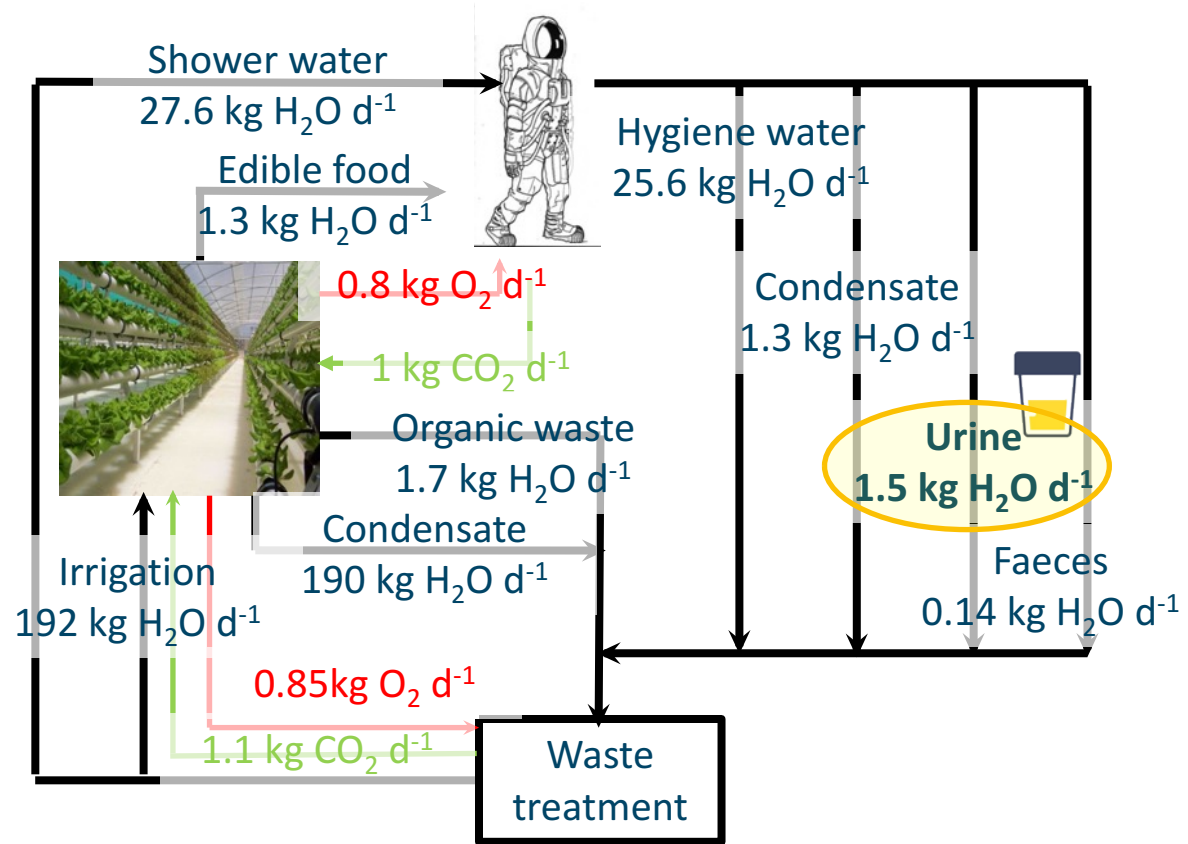 Shower water
27.6 kg H₂O d⁻¹
Edible food
1.3 kg H₂O d⁻¹
0.8 kg O₂ d⁻¹
1 kg CO₂ d⁻¹
Organic waste
1.7 kg H₂O d⁻¹
Condensate
190 kg H₂O d⁻¹
Irrigation
192 kg H₂O d⁻¹
0.85kg O₂ d⁻¹
1.1 kg CO₂ d⁻¹
Hygiene water
25.6 kg H₂O d⁻¹
Condensate
1.3 kg H₂O d⁻¹
Urine
1.5 kg H₂O d⁻¹
Faeces
0.14 kg H₂O d⁻¹
Waste
treatment